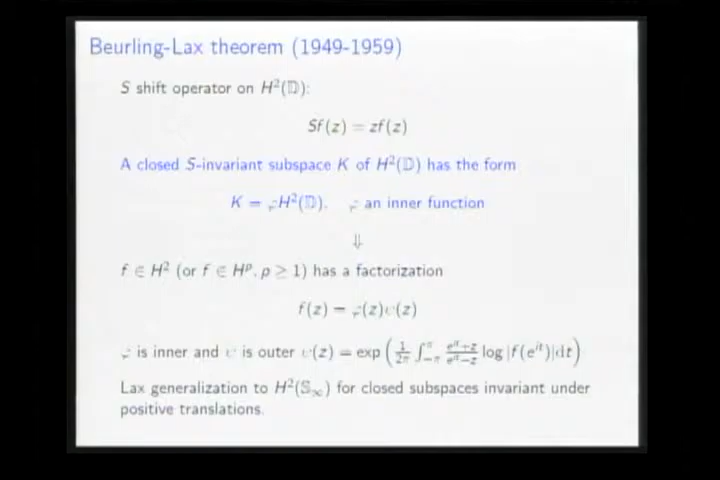 Beurling-Lax theorem (1949-1959)
S shift operator on H²(𝔻):
Sf(z) = zf(z)
A closed S-invariant subspace K of H²(𝔻) has the form
K = φH²(𝔻), φ an inner function
⇓
f ∈ H² (or f ∈ Hᵖ, p ≥ 1) has a factorization
f(z) = φ(z)ψ(z)
φ is inner and ψ is outer ψ(z) = exp( 1/2π ∫_{-π}^{π} (e^{it}+z)/(e^{it}−z) log |f(e^{it})|dt )
Lax generalization to H²(𝕊_∞) for closed subspaces invariant under
positive translations.